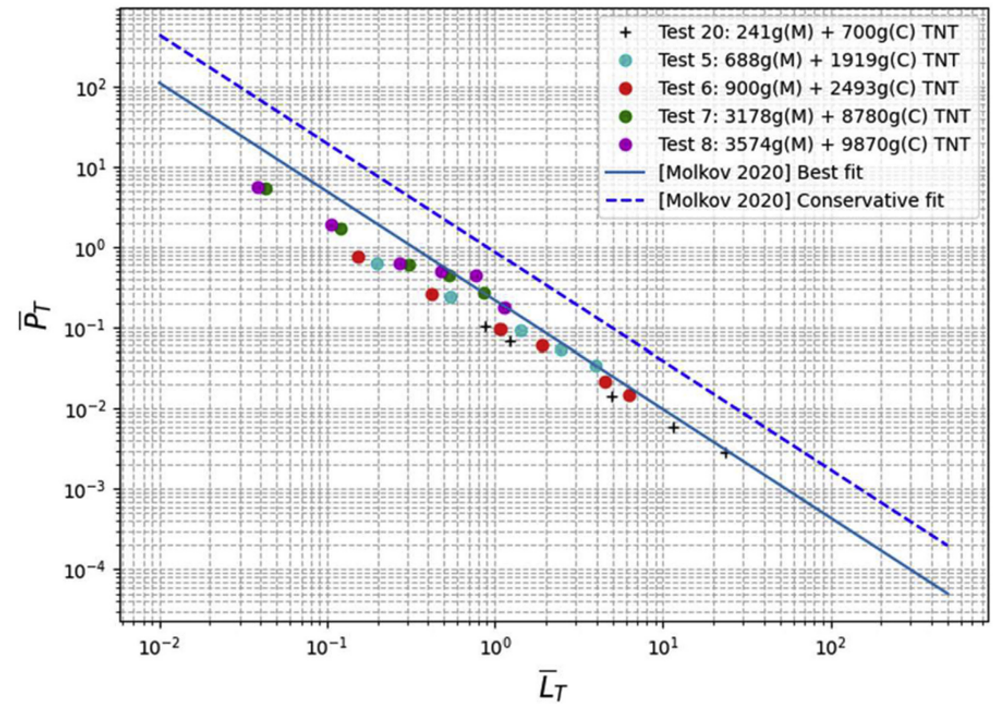 Test 20: 241g(M) + 700g(C) TNT
Test 5: 688g(M) + 1919g(C) TNT
Test 6: 900g(M) + 2493g(C) TNT
Test 7: 3178g(M) + 8780g(C) TNT
Test 8: 3574g(M) + 9870g(C) TNT
[Molkov 2020] Best fit
[Molkov 2020] Conservative fit
10²
10¹
10⁰
10⁻¹
10⁻²
10⁻³
10⁻⁴
P̅_T
10⁻² 10⁻¹ 10⁰ 10¹ 10²
L̅_T